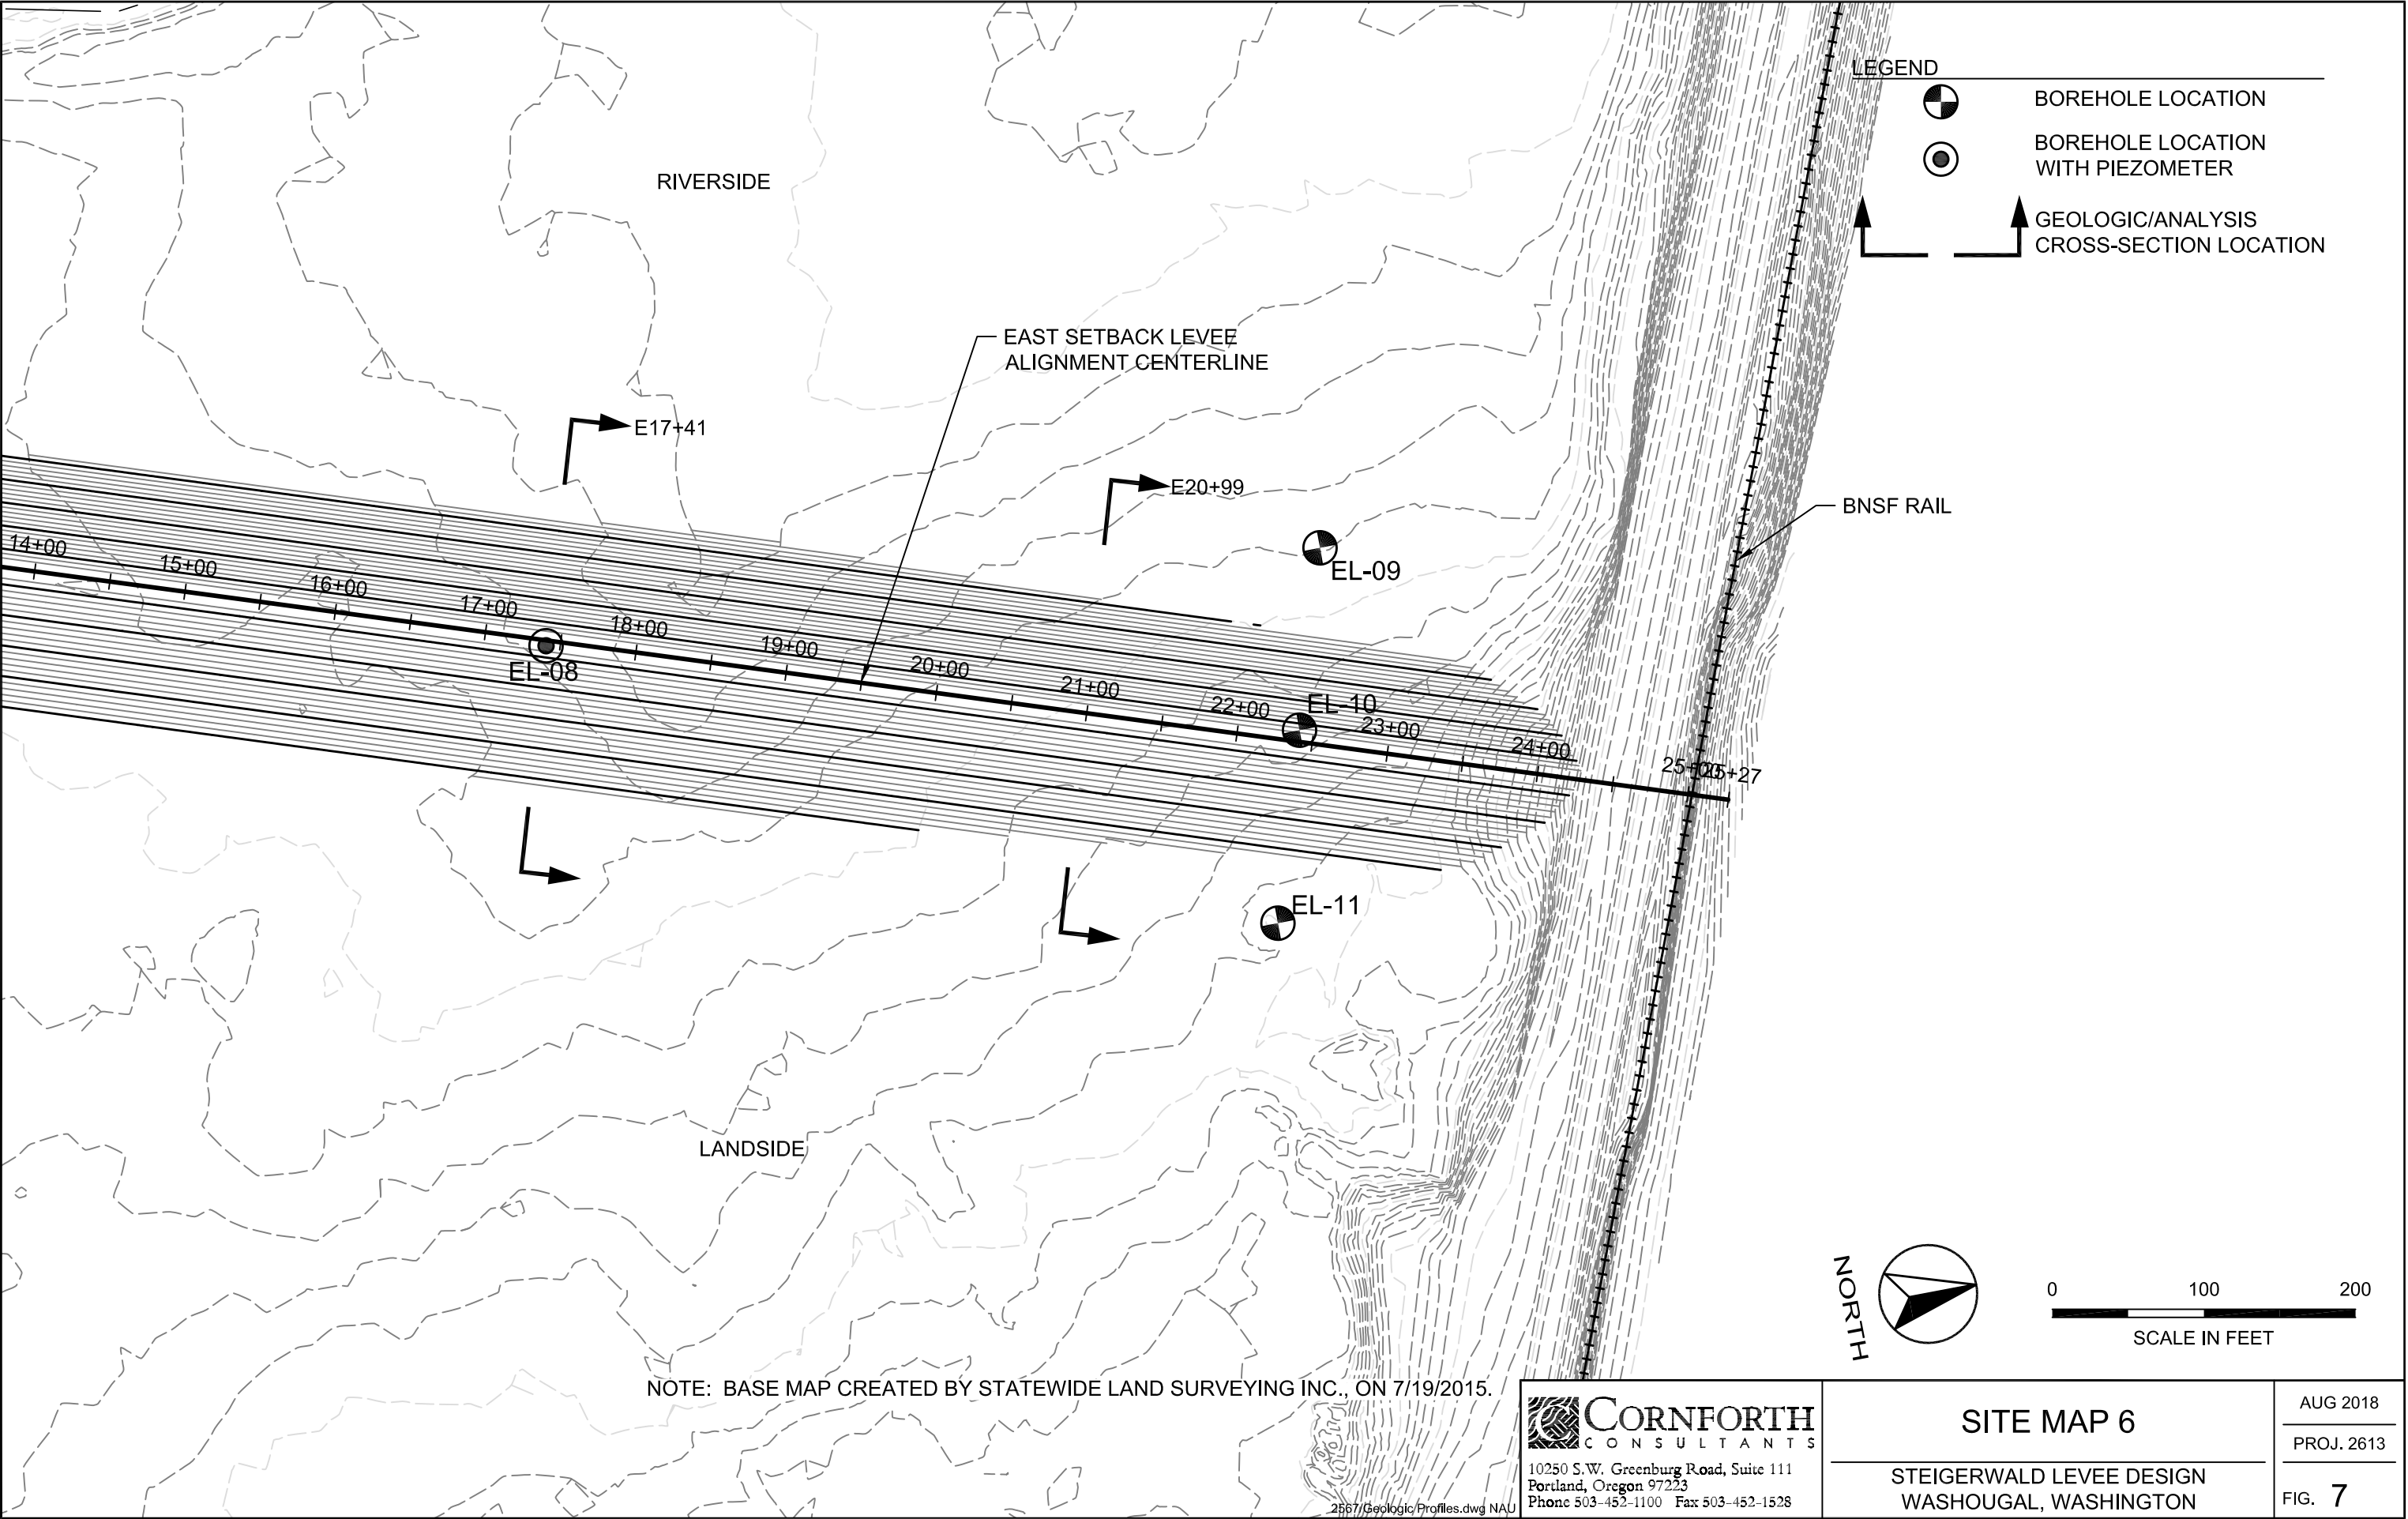 LEGEND
BOREHOLE LOCATION
BOREHOLE LOCATION
WITH PIEZOMETER
GEOLOGIC/ANALYSIS
CROSS-SECTION LOCATION
RIVERSIDE
EAST SETBACK LEVEE
ALIGNMENT CENTERLINE
E17+41
E20+99
BNSF RAIL
EL-09
14+00
15+00
16+00
17+00
18+00
19+00
20+00
21+00
22+00
23+00
24+00
25+00
25+27
EL-08
EL-10
EL-11
LANDSIDE
NORTH
0 100 200
SCALE IN FEET
NOTE: BASE MAP CREATED BY STATEWIDE LAND SURVEYING INC., ON 7/19/2015.
2567/Geologic Profiles.dwg NAU
CORNFORTH
CONSULTANTS
10250 S.W. Greenburg Road, Suite 111
Portland, Oregon 97223
Phone 503-452-1100 Fax 503-452-1528
SITE MAP 6
STEIGERWALD LEVEE DESIGN
WASHOUGAL, WASHINGTON
AUG 2018
PROJ. 2613
FIG. 7